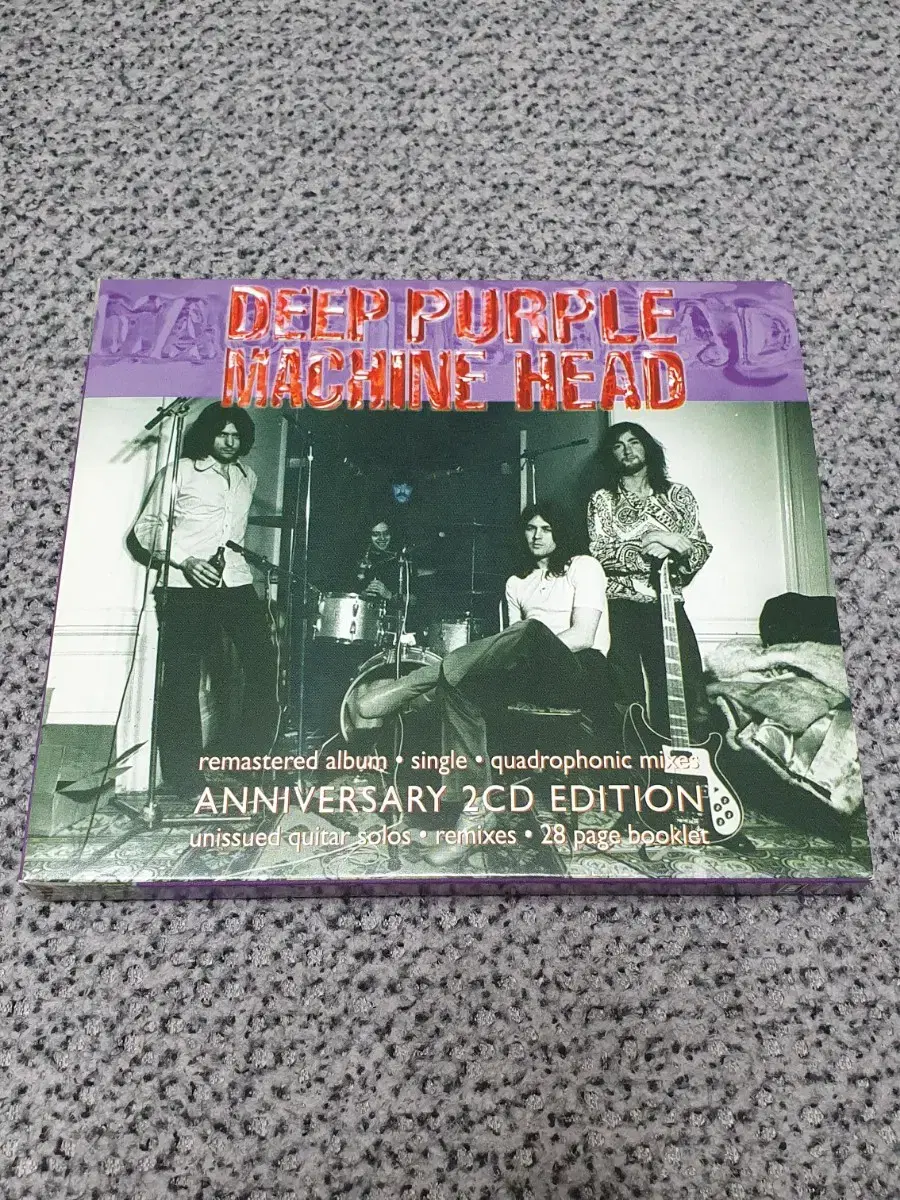 DEEP PURPLE
MACHINE HEAD
remastered album • single • quadrophonic mixes
ANNIVERSARY 2CD EDITION
unissued guitar solos • remixes • 28 page booklet